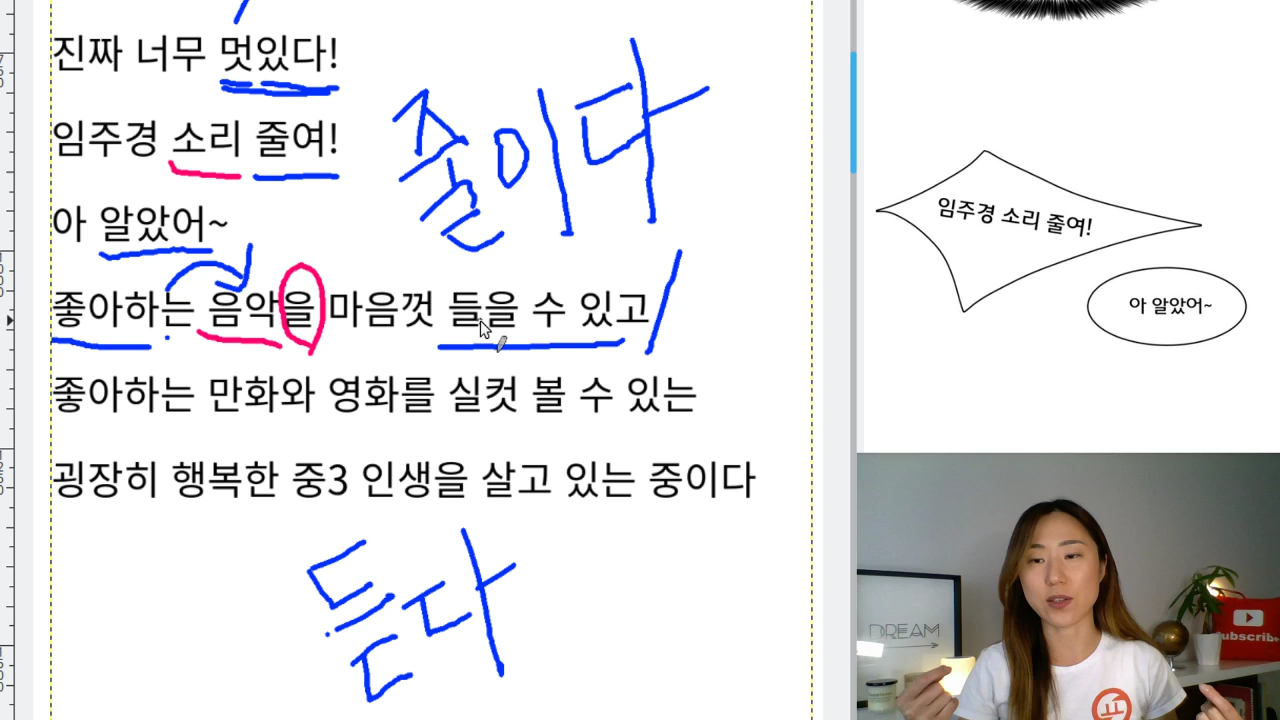 진짜 너무 멋있다!
임주경 소리 줄여!
줄이다
아 알았어~
좋아하는 음악을 마음껏 들을 수 있고
좋아하는 만화와 영화를 실컷 볼 수 있는
굉장히 행복한 중3 인생을 살고 있는 중이다
듣다
임주경 소리 줄여!
아 알았어~
DREAM
Subscribe